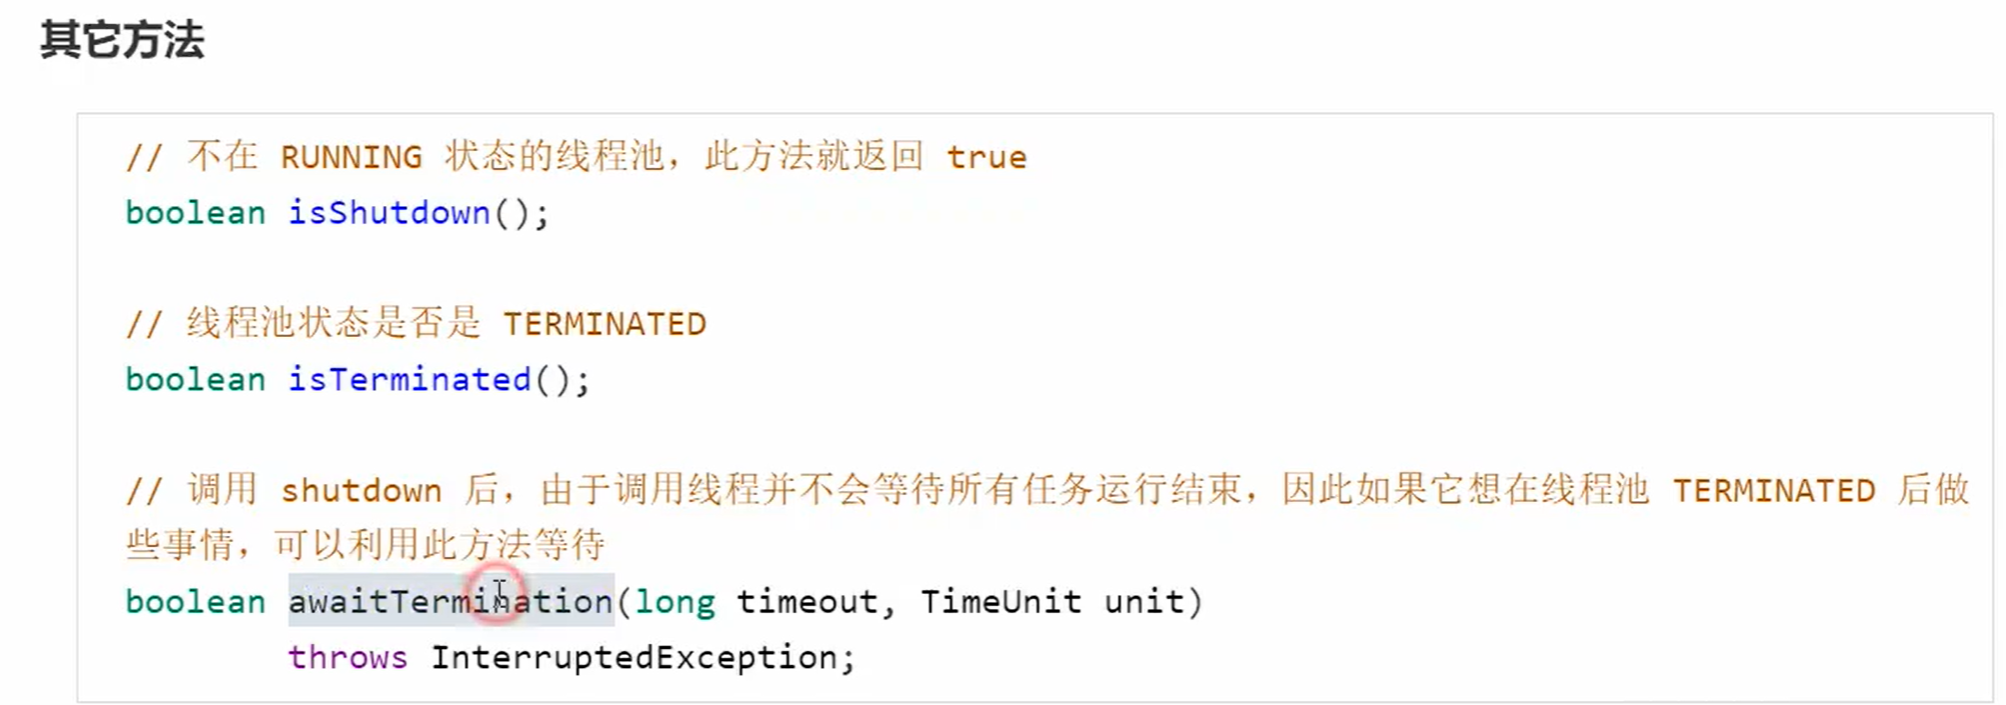 其它方法
// 不在 RUNNING 状态的线程池，此方法就返回 true
boolean isShutdown();
// 线程池状态是否是 TERMINATED
boolean isTerminated();
// 调用 shutdown 后，由于调用线程并不会等待所有任务运行结束，因此如果它想在线程池 TERMINATED 后做
些事情，可以利用此方法等待
boolean awaitTermination(long timeout, TimeUnit unit)
throws InterruptedException;